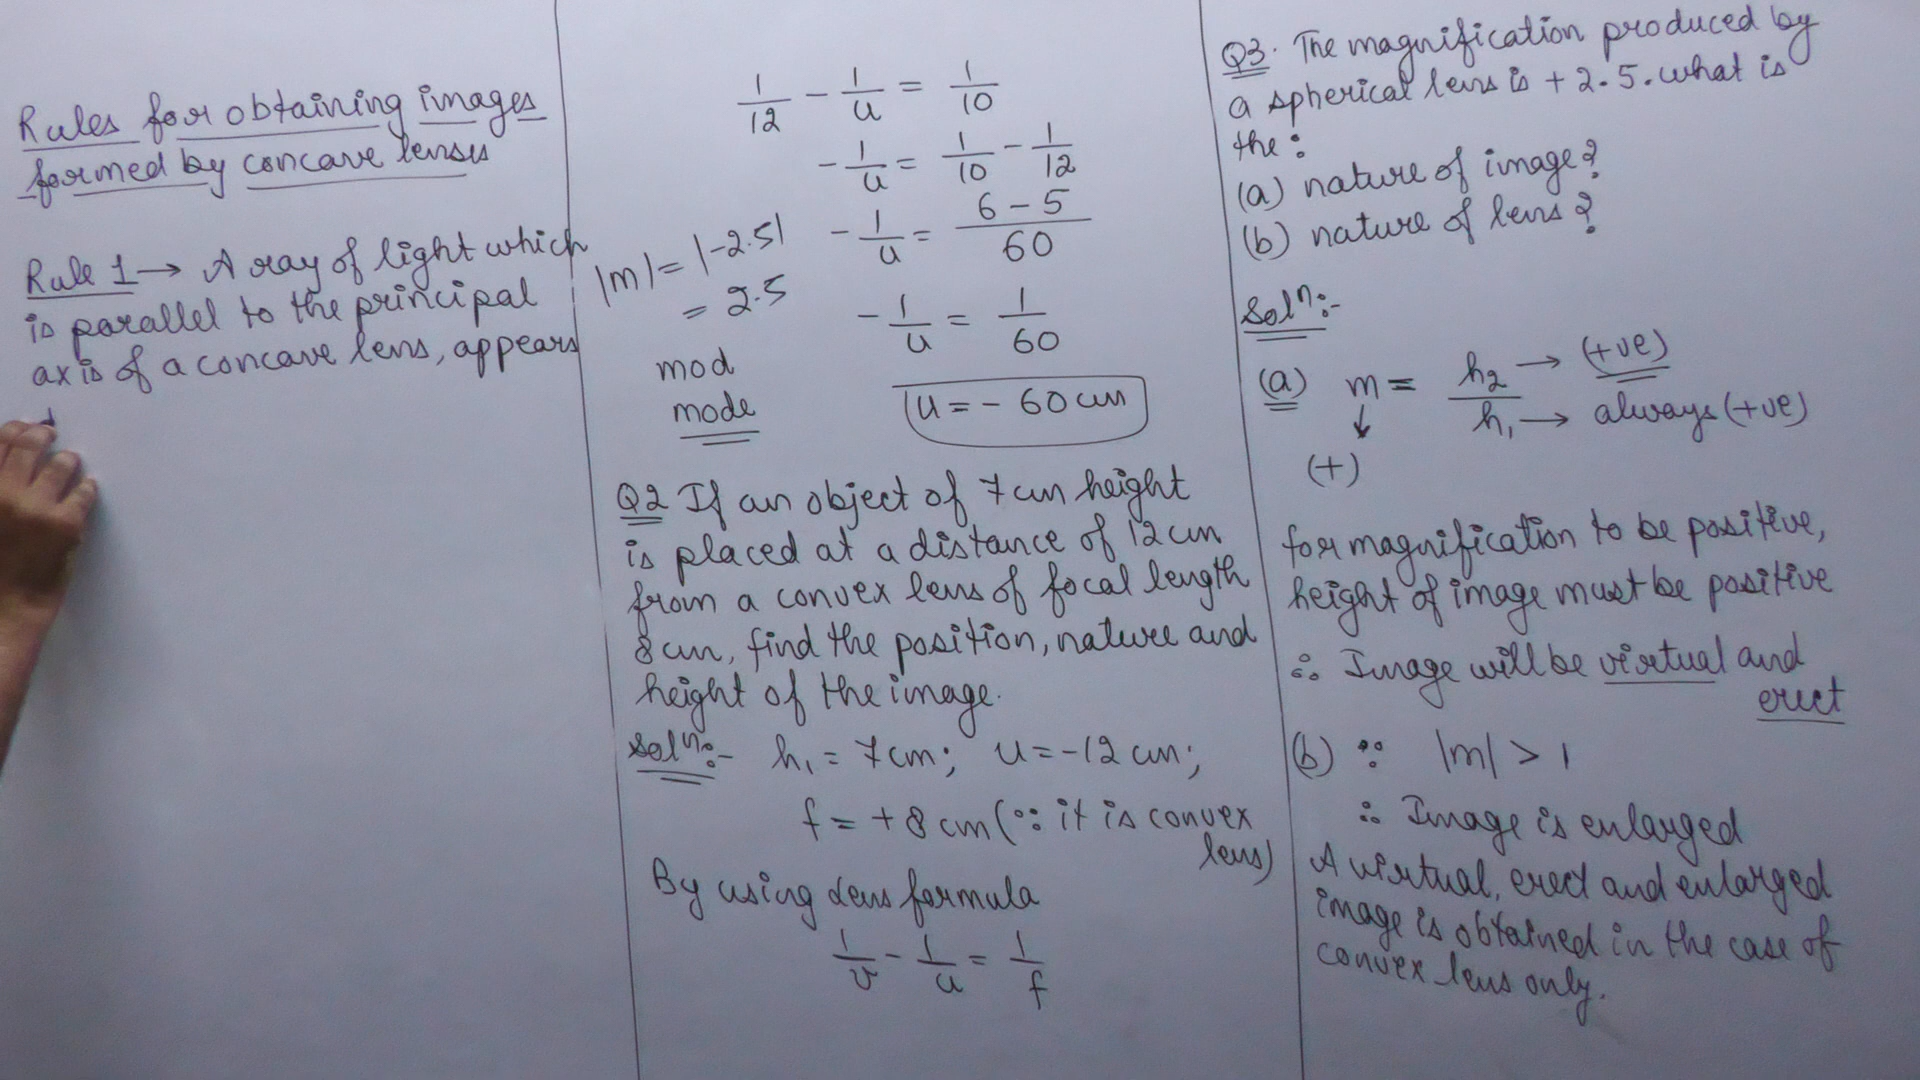 Rules for obtaining images
formed by concave lenses
Rule 1 → A ray of light which
is parallel to the principal
axis of a concave lens, appears
1/12 - 1/u = 1/10
-1/u = 1/10 - 1/12
-1/u = 6 - 5/60
-1/u = 1/60
u = - 60 cm
|m| = |-2.5|
= 2.5
mod
mode
Q2 If an object of 7 cm height
is placed at a distance of 12 cm
from a convex lens of focal length
8 cm, find the position, nature and
height of the image.
Solⁿ:- h₁ = 7 cm; u = -12 cm;
f = + 8 cm (∵ it is convex
lens)
By using lens formula
1/v - 1/u = 1/f
Q3. The magnification produced by
a spherical lens is + 2.5. what is
the :
(a) nature of image?
(b) nature of lens?
Solⁿ:-
(a) m = h₂/h₁
h₂ → (+ve)
h₁ → always (+ve)
↓
(+)
for magnification to be positive,
height of image must be positive
∴ Image will be virtual and
erect
(b) ∵ |m| > 1
∴ Image is enlarged
A virtual, erect and enlarged
image is obtained in the case of
convex lens only.